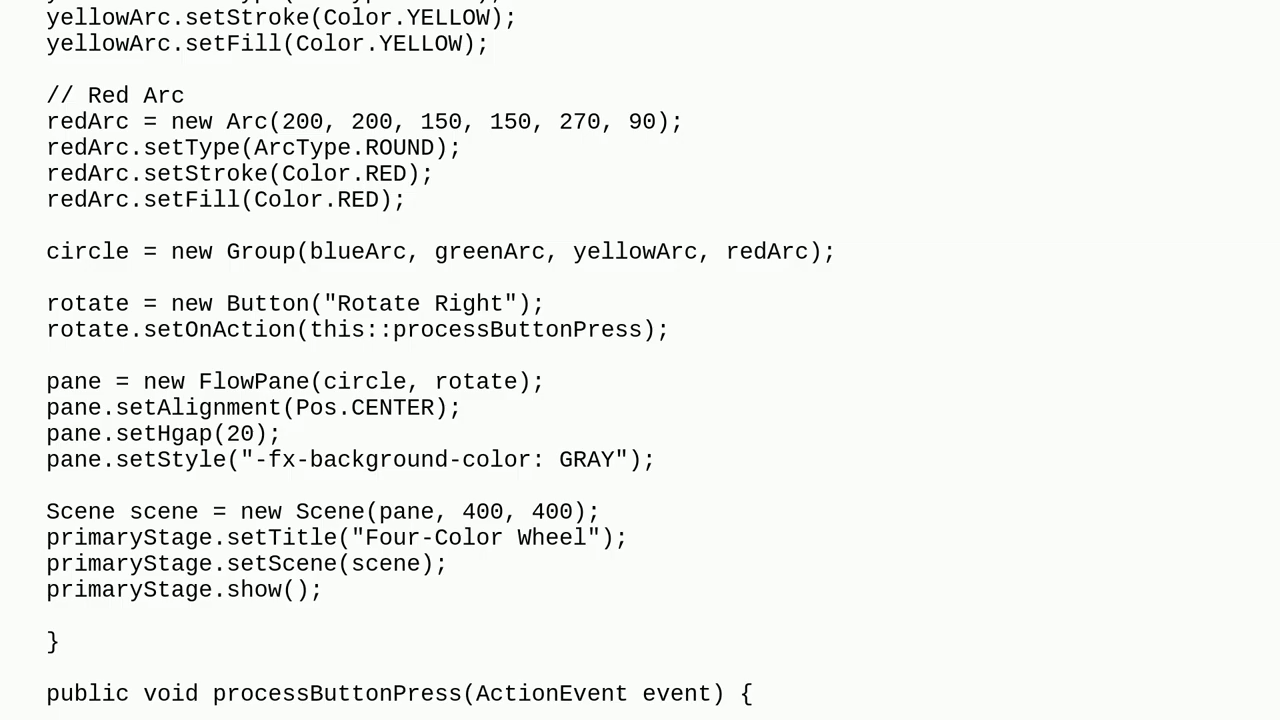 yellowArc.setStroke(Color.YELLOW);
yellowArc.setFill(Color.YELLOW);
// Red Arc
redArc = new Arc(200, 200, 150, 150, 270, 90);
redArc.setType(ArcType.ROUND);
redArc.setStroke(Color.RED);
redArc.setFill(Color.RED);
circle = new Group(blueArc, greenArc, yellowArc, redArc);
rotate = new Button("Rotate Right");
rotate.setOnAction(this::processButtonPress);
pane = new FlowPane(circle, rotate);
pane.setAlignment(Pos.CENTER);
pane.setHgap(20);
pane.setStyle("-fx-background-color: GRAY");
Scene scene = new Scene(pane, 400, 400);
primaryStage.setTitle("Four-Color Wheel");
primaryStage.setScene(scene);
primaryStage.show();
}
public void processButtonPress(ActionEvent event) {